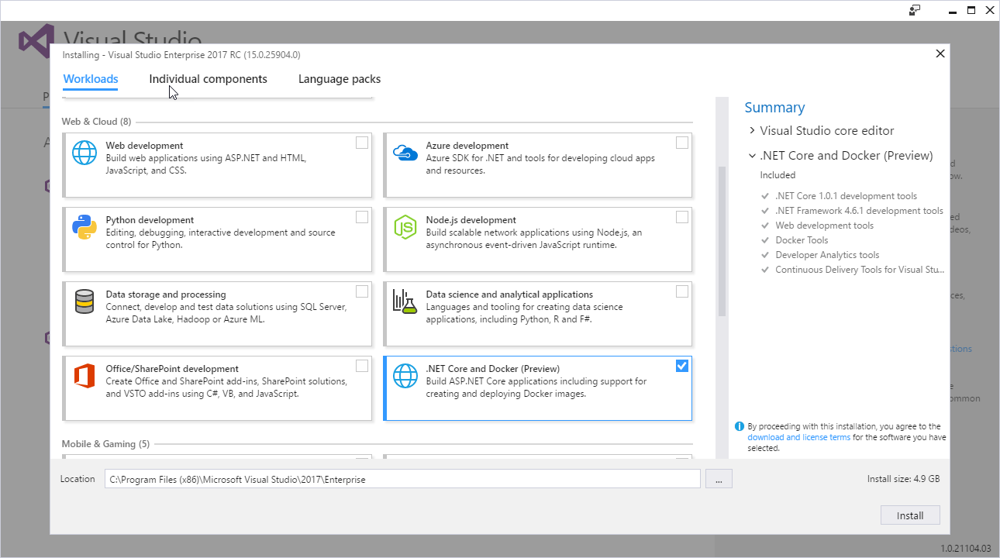 Visual Studio
Installing - Visual Studio Enterprise 2017 RC (15.0.25904.0)
Workloads
Individual components
Language packs
Web & Cloud (8)
Web development
Build web applications using ASP.NET and HTML,
JavaScript, and CSS.
Azure development
Azure SDK for .NET and tools for developing cloud apps
and resources.
Python development
Editing, debugging, interactive development and source
control for Python.
Node.js development
Build scalable network applications using Node.js, an
asynchronous event-driven JavaScript runtime.
Data storage and processing
Connect, develop and test data solutions using SQL Server,
Azure Data Lake, Hadoop or Azure ML.
Data science and analytical applications
Languages and tooling for creating data science
applications, including Python, R and F#.
Office/SharePoint development
Create Office and SharePoint add-ins, SharePoint solutions,
and VSTO add-ins using C#, VB, and JavaScript.
.NET Core and Docker (Preview)
Build ASP.NET Core applications including support for
creating and deploying Docker images.
Mobile & Gaming (5)
Summary
Visual Studio core editor
.NET Core and Docker (Preview)
Included
.NET Core 1.0.1 development tools
.NET Framework 4.6.1 development tools
Web development tools
Docker Tools
Developer Analytics tools
Continuous Delivery Tools for Visual Stu...
By proceeding with this installation, you agree to the
download and license terms for the software you have
selected.
Location
C:\Program Files (x86)\Microsoft Visual Studio\2017\Enterprise
...
Install size: 4.9 GB
Install
1.0.21104.03